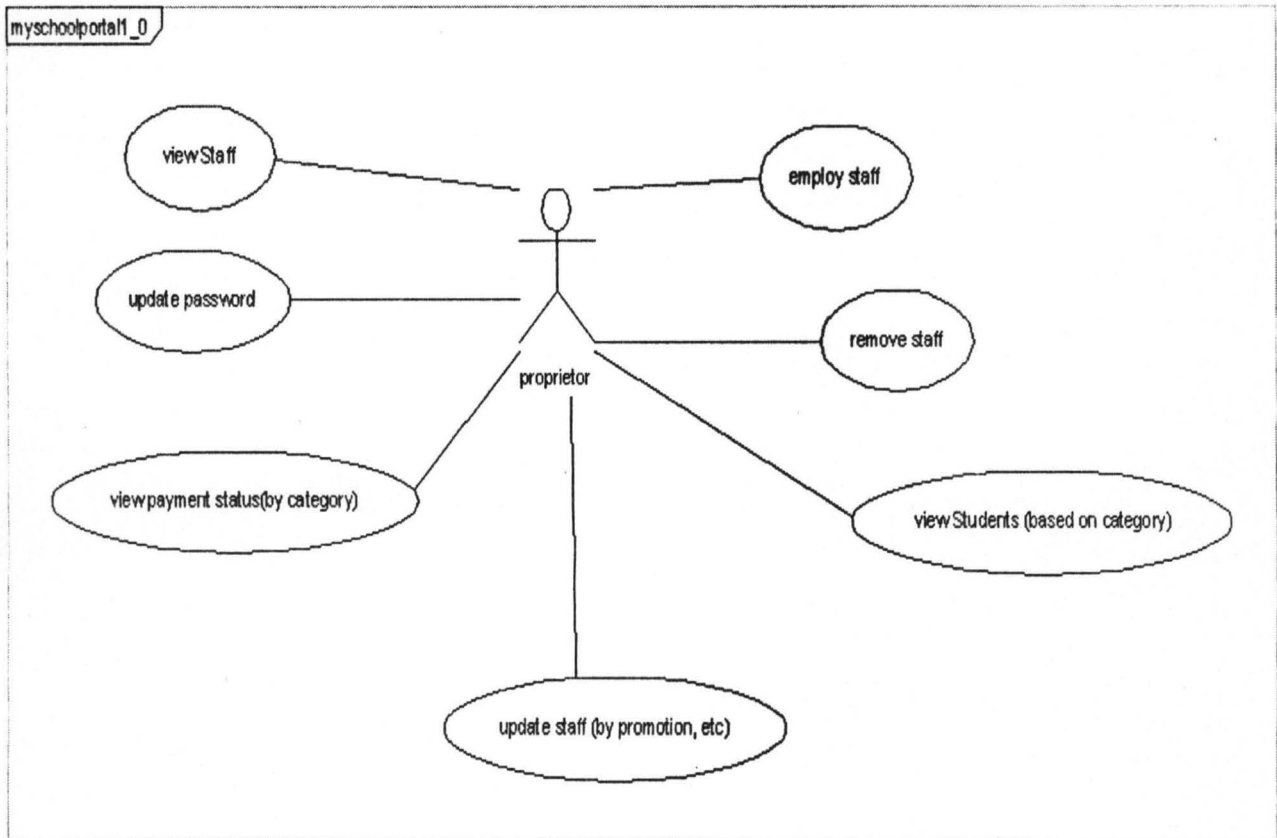 myschoolportal1_0
viewStaff
employ staff
update password
remove staff
proprietor
viewpayment status(by category)
viewStudents (based on category)
update staff (by promotion, etc)